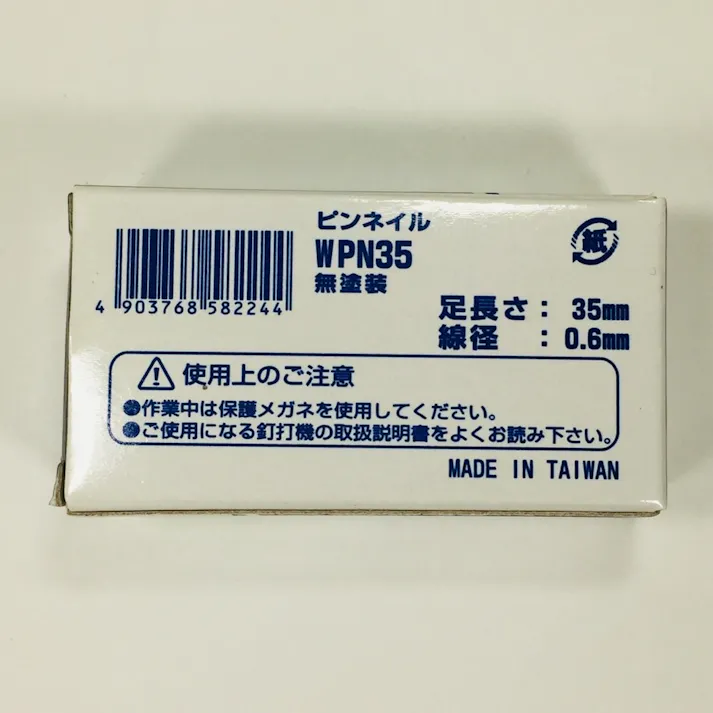 ピンネイル
WPN35
無塗装
紙
4 903768 582244
足長さ： 35mm
線径 ：0.6mm
使用上のご注意
●作業中は保護メガネを使用してください。
●ご使用になる釘打機の取扱説明書をよくお読み下さい。
MADE IN TAIWAN